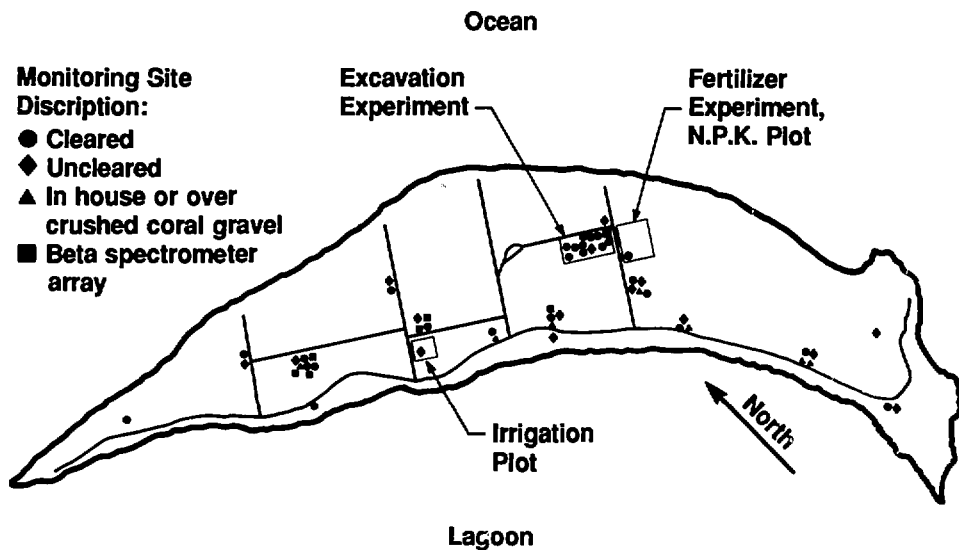 Ocean
Monitoring Site
Discription:
Cleared
Uncleared
In house or over
crushed coral gravel
Beta spectrometer
array
Excavation
Experiment
Fertilizer
Experiment,
N.P.K. Plot
North
Irrigation
Plot
Lagoon